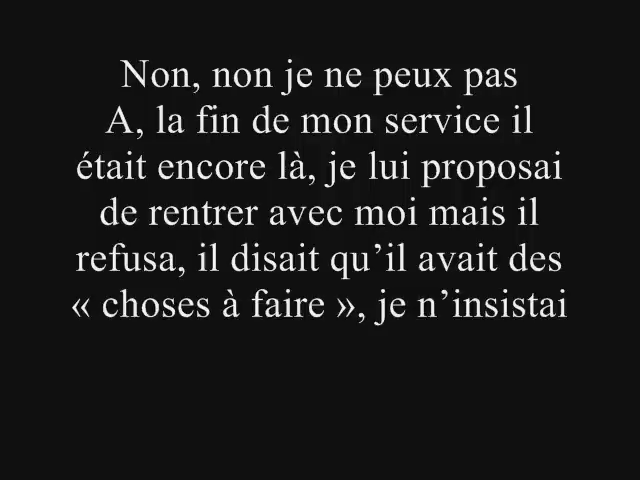 Non, non je ne peux pas
A, la fin de mon service il
était encore là, je lui proposai
de rentrer avec moi mais il
refusa, il disait qu’il avait des
« choses à faire », je n’insistai